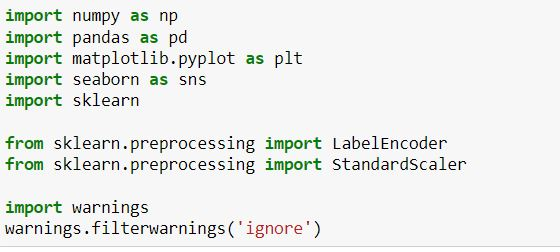 import numpy as np
import pandas as pd
import matplotlib.pyplot as plt
import seaborn as sns
import sklearn
from sklearn.preprocessing import LabelEncoder
from sklearn.preprocessing import StandardScaler
import warnings
warnings.filterwarnings('ignore')